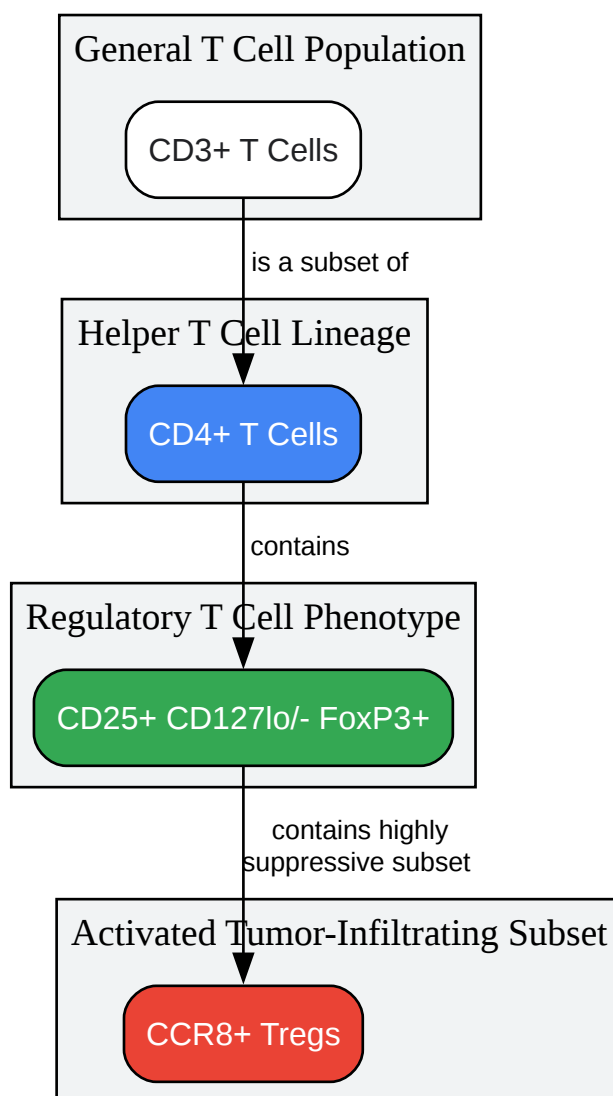 General T Cell Population
CD3+ T Cells
is a subset of
Helper T Cell Lineage
CD4+ T Cells
contains
Regulatory T Cell Phenotype
CD25+ CD127lo/- FoxP3+
contains highly
suppressive subset
Activated Tumor-Infiltrating Subset
CCR8+ Tregs